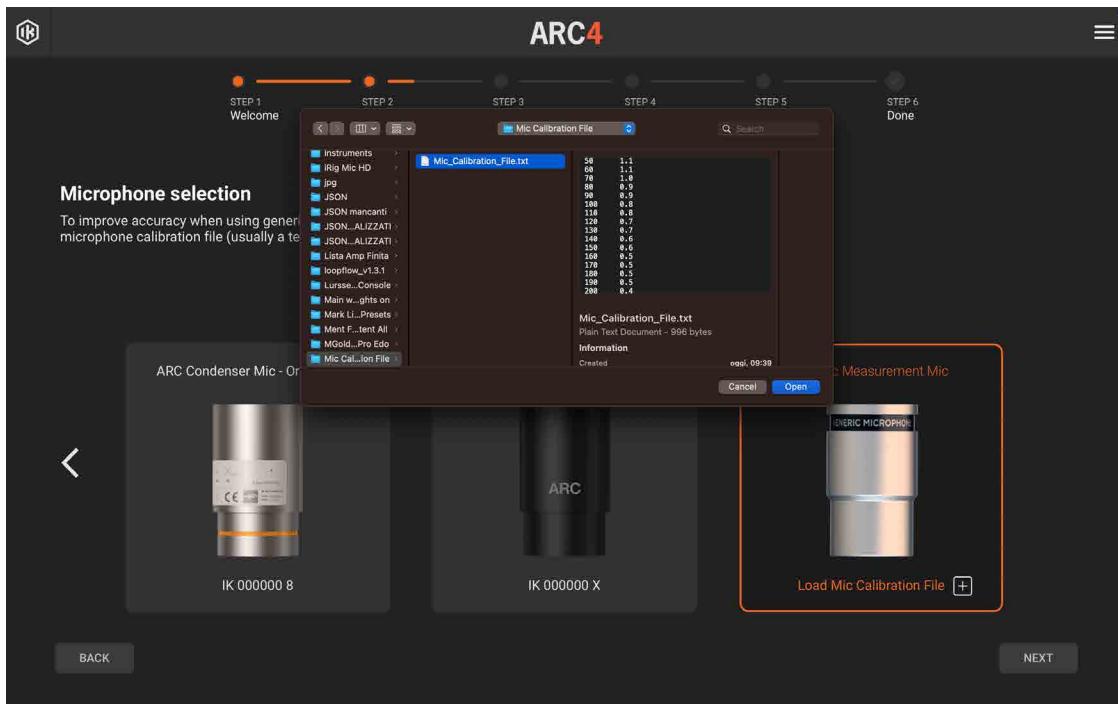 ARC4
STEP 1
Welcome
STEP 2
STEP 3
STEP 4
STEP 5
STEP 6
Done
Microphone selection
To improve accuracy when using gener
microphone calibration file (usually a te
Mic Calibration File
Search
Instruments
iRig Mic HD
jpg
JSON
JSON mancanti
JSON...ALIZZATI
JSON...ALIZZATI
Lista Amp Finita
loopflow_v1.3.1
Lursse...Console
Main w...ghts on
Mark Li...Presets
Ment F...tent All
MGold...Pro Edo
Mic Cal...ion File
Mic_Calibration_File.txt
50 1.1
60 1.1
70 1.0
80 0.9
90 0.9
100 0.8
110 0.8
120 0.7
130 0.7
140 0.6
150 0.6
160 0.5
170 0.5
180 0.5
190 0.5
200 0.4
Mic_Calibration_File.txt
Plain Text Document - 996 bytes
Information
Created oggi, 09:39
Cancel
Open
ARC Condenser Mic - Or
CE
IK 000000 8
ARC
IK 000000 X
c Measurement Mic
GENERIC MICROPHON
Load Mic Calibration File
BACK
NEXT